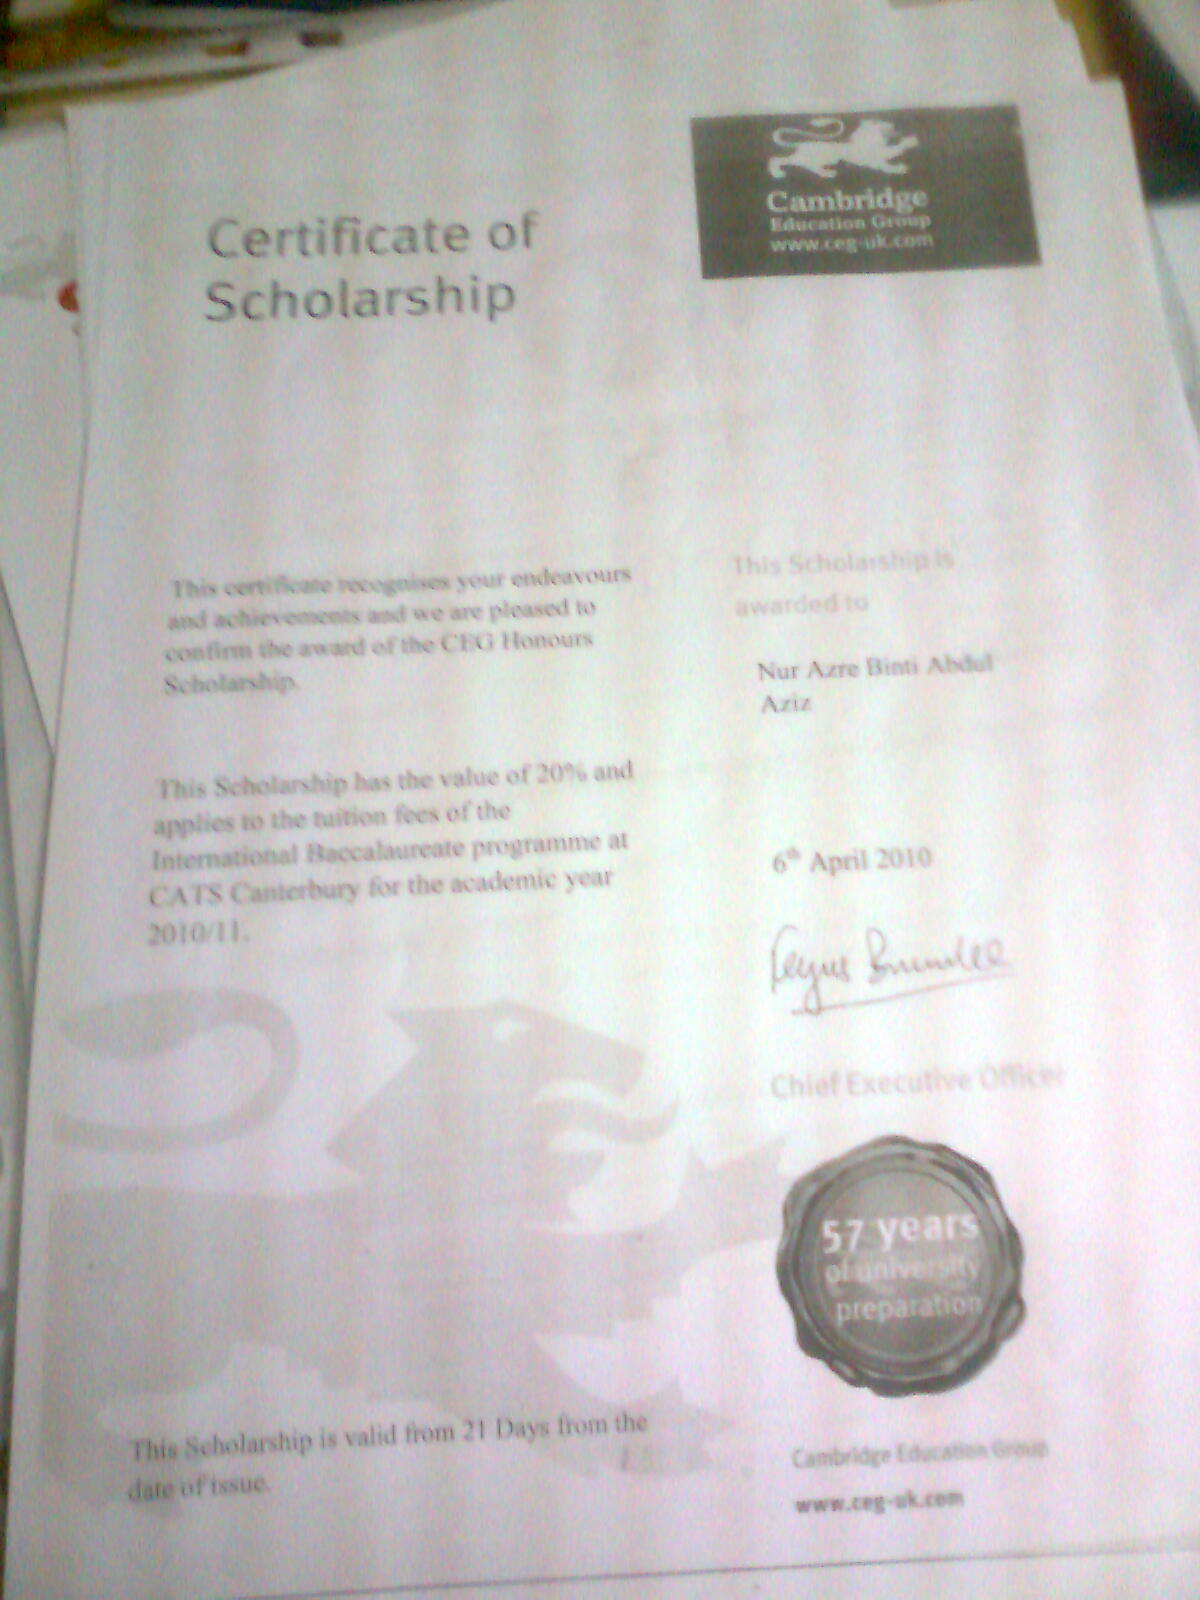 Cambridge
Education Group
www.ceg-uk.com
Certificate of
Scholarship
This certificate recognises your endeavours
and achievements and we are pleased to
confirm the award of the CEG Honours
Scholarship.
This Scholarship has the value of 20% and
applies to the tuition fees of the
International Baccalaureate programme at
CATS Canterbury for the academic year
2010/11.
This Scholarship is valid from 21 Days from the
date of issue.
This Scholarship is
awarded to
Nur Azre Binti Abdul
Aziz
6th April 2010
Chief Executive Officer
57 years
of university
preparation
Cambridge Education Group
www.ceg-uk.com